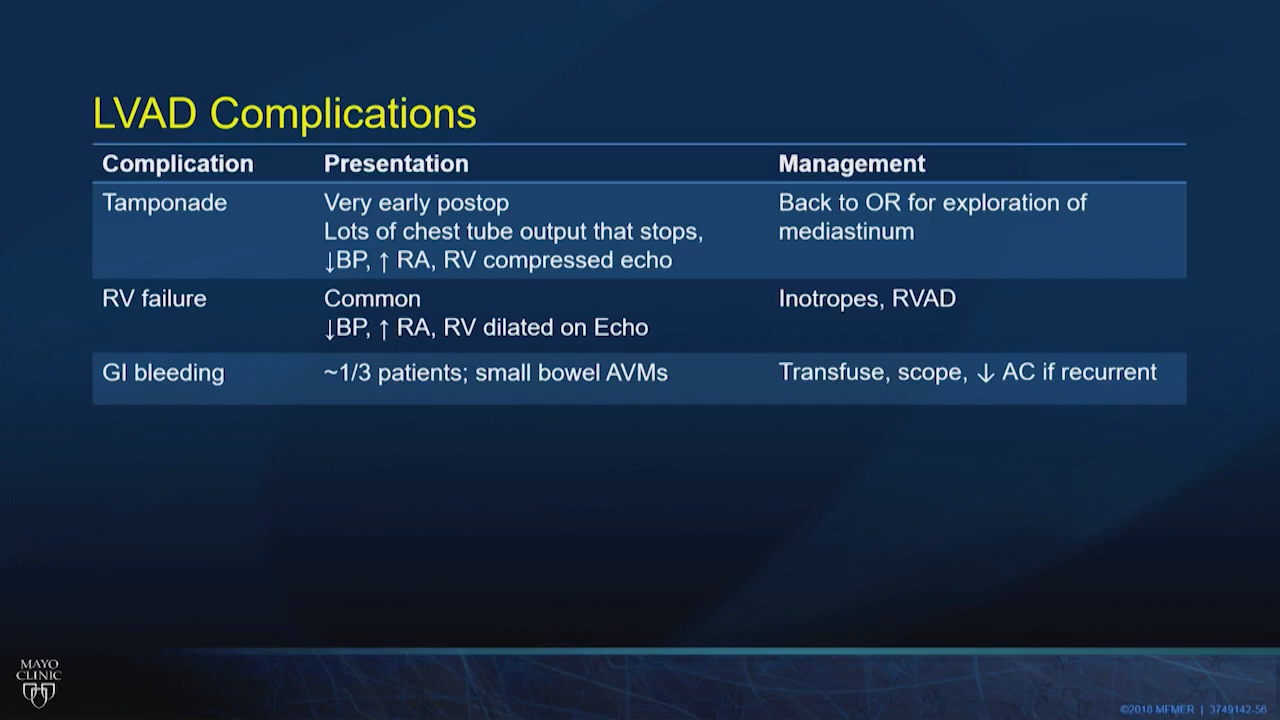 LVAD Complications
Complication Presentation Management
Tamponade Very early postop Back to OR for exploration of
Lots of chest tube output that stops, mediastinum
↓BP, ↑ RA, RV compressed echo
RV failure Common Inotropes, RVAD
↓BP, ↑ RA, RV dilated on Echo
GI bleeding ~1/3 patients; small bowel AVMs Transfuse, scope, ↓ AC if recurrent
MAYO
CLINIC
©2018 MFMER | 3749142-56